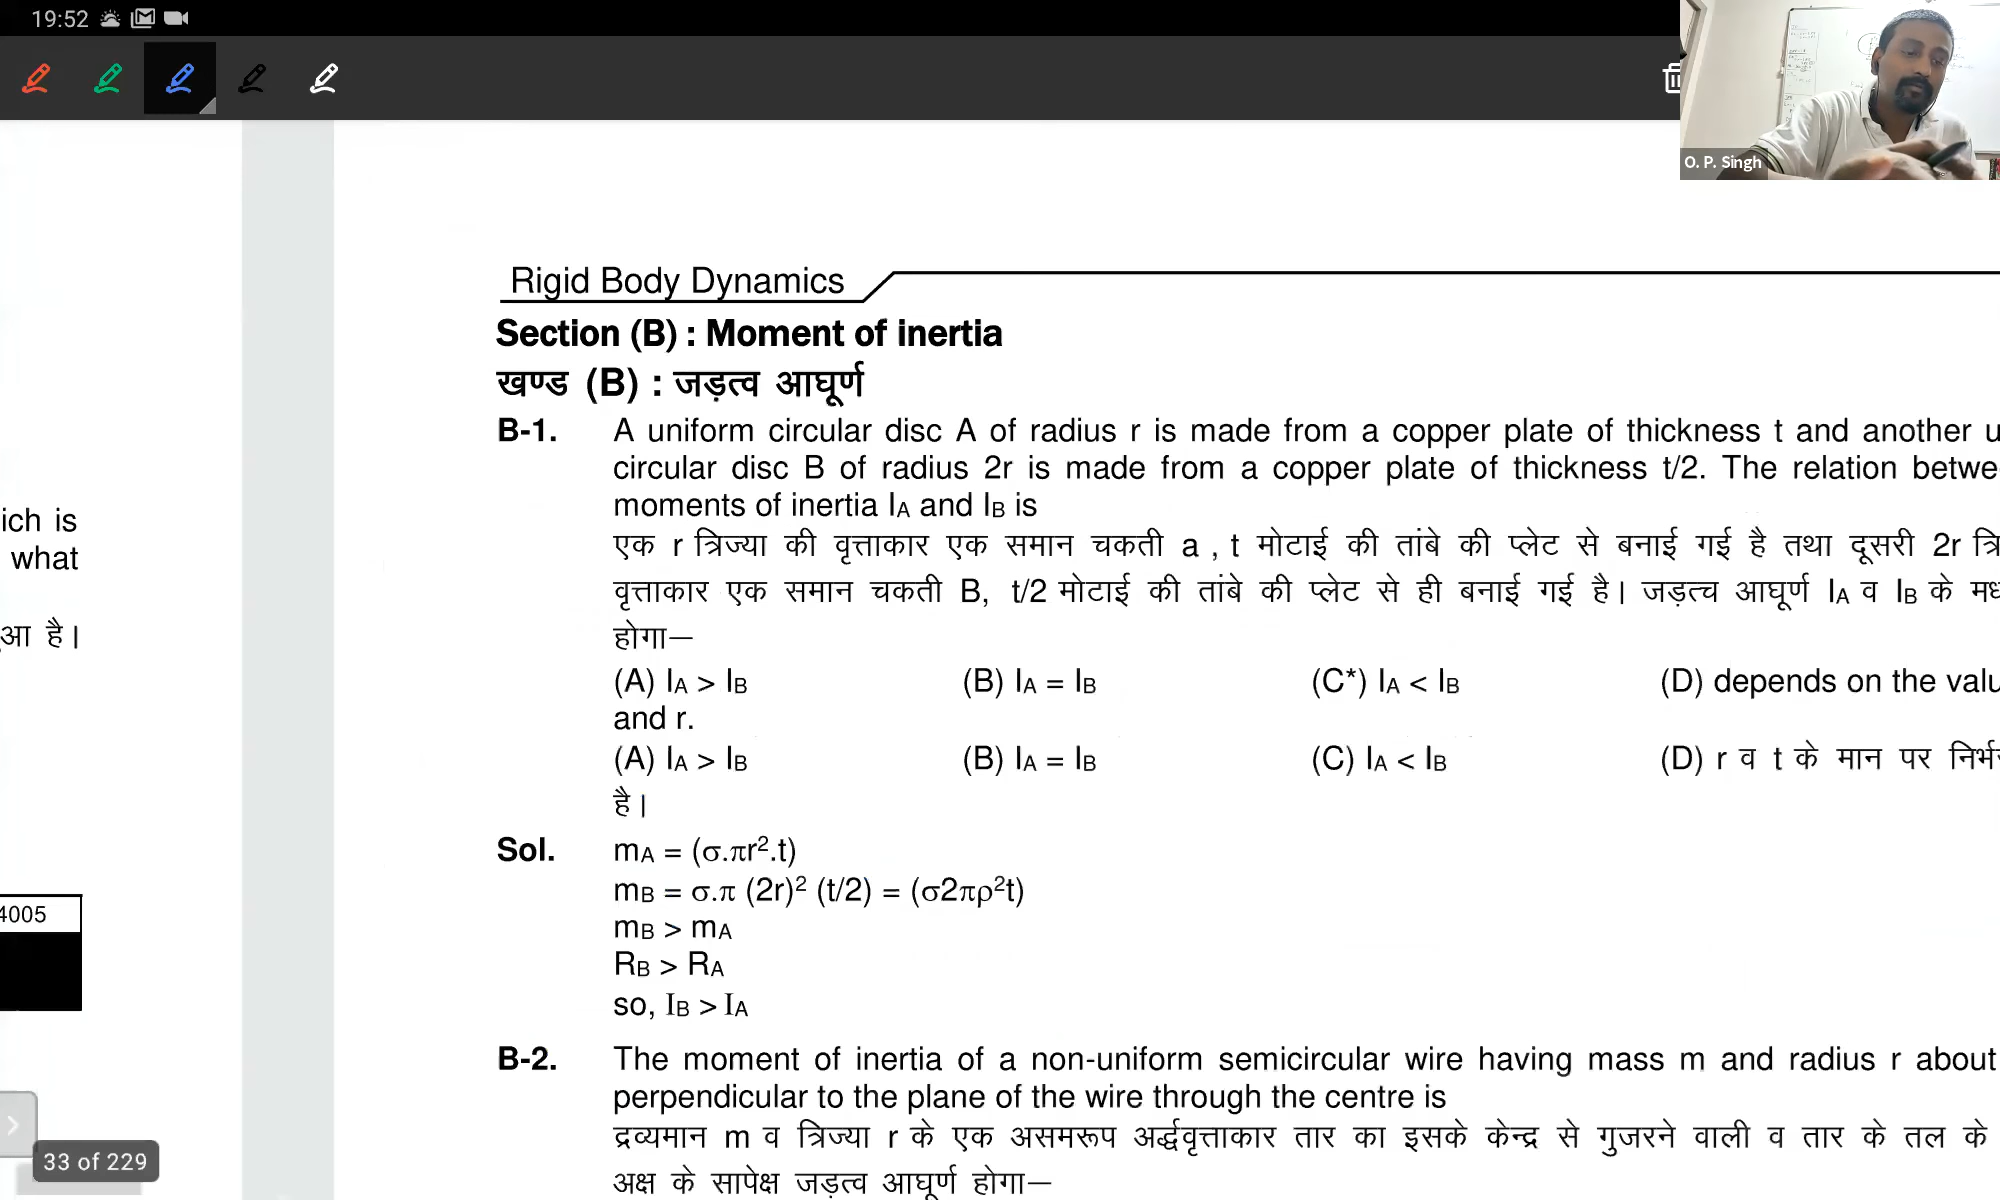 19:52
O. P. Singh
Rigid Body Dynamics
Section (B) : Moment of inertia
खण्ड (B) : जड़त्व आघूर्ण
B-1. A uniform circular disc A of radius r is made from a copper plate of thickness t and another
circular disc B of radius 2r is made from a copper plate of thickness t/2. The relation
moments of inertia IA and IB is
एक r त्रिज्या की वृत्ताकार एक समान चकती a , t मोटाई की तांबे की प्लेट से बनाई गई है तथा दूसरी 2r
वृत्ताकार एक समान चकती B, t/2 मोटाई की तांबे की प्लेट से ही बनाई गई है। जड़त्च आघूर्ण IA व IB के
होगा—
(A) IA > IB (B) IA = IB (C*) IA < IB (D) depends on the
and r.
(A) IA > IB (B) IA = IB (C) IA < IB (D) r व t के मान पर
है।
Sol. mA = (σ.πr².t)
mB = σ.π (2r)² (t/2) = (σ2πρ²t)
mB > mA
RB > RA
so, IB > IA
B-2. The moment of inertia of a non-uniform semicircular wire having mass m and radius r about
perpendicular to the plane of the wire through the centre is
द्रव्यमान m व त्रिज्या r के एक असमरूप अर्द्धवृत्ताकार तार का इसके केन्द्र से गुजरने वाली व तार के तल के
अक्ष के सापेक्ष जड़त्व आघूर्ण होगा—
ich is
what
आ है।
4005
33 of 229